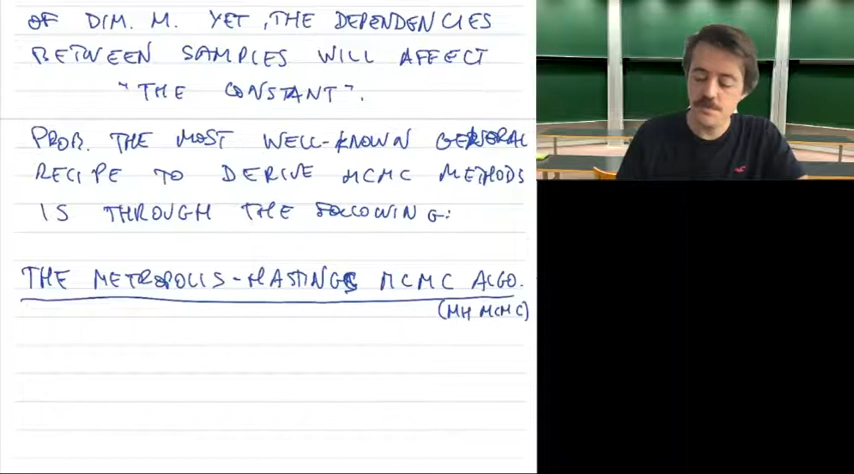 OF DIM. M. YET, THE DEPENDENCIES
BETWEEN SAMPLES WILL AFFECT
"THE CONSTANT".
PROB. THE MOST WELL-KNOWN GENERAL
RECIPE TO DERIVE MCMC METHODS
IS THROUGH THE FOLLOWING:
THE METROPOLIS-HASTINGS MCMC ALGO.
(MH MCMC)